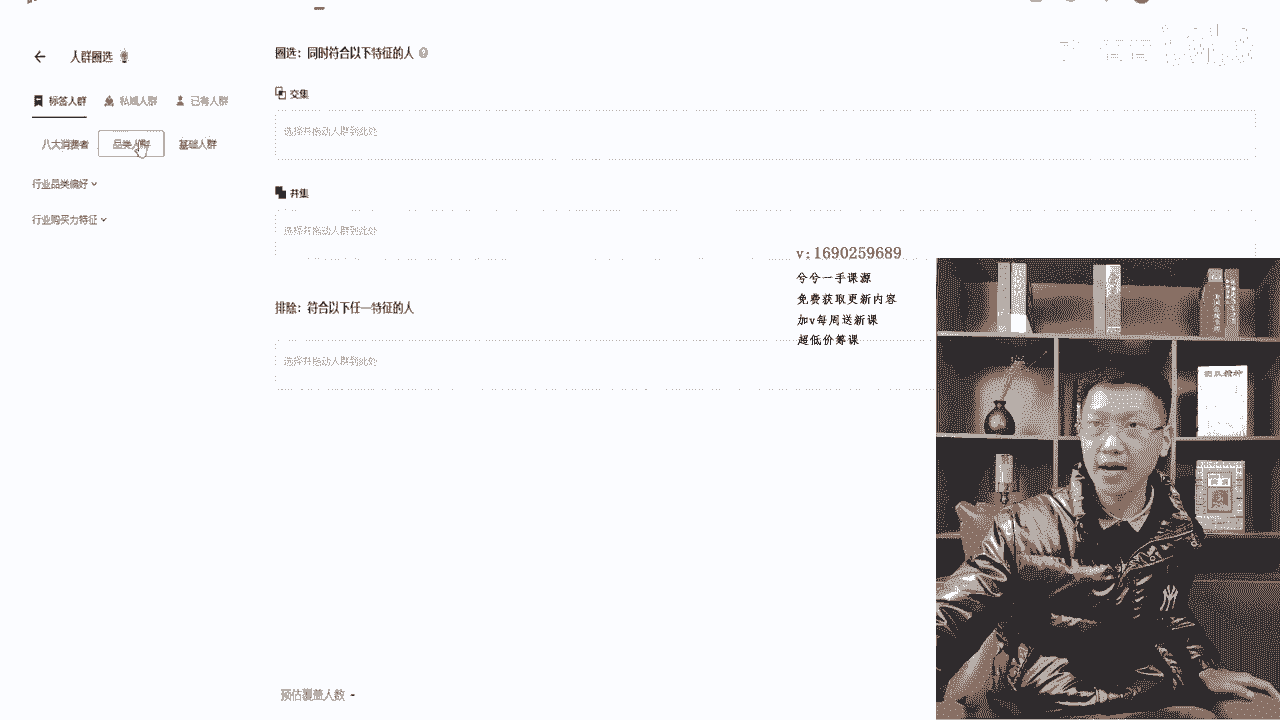 人群圈选
标签人群 私域人群 已有人群
八大消费者 品类人群 基础人群
行业品类偏好
行业购买力特征
圈选：同时符合以下特征的人
交集
选择并拖动人群到此处
并集
选择并拖动人群到此处
排除：符合以下任一特征的人
选择并拖动人群到此处
预估覆盖人数 -
v:1690259689
兮兮一手课源
免费获取更新内容
加v每周送新课
超低价筹课